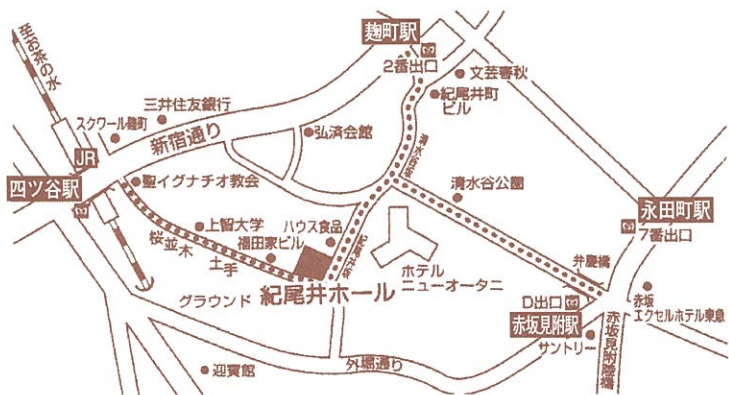 至お茶の水
麹町駅
2番出口
文芸春秋
紀尾井町
ビル
三井住友銀行
スクワール麹町
新宿通り
弘済会館
清水谷坂
JR
四ツ谷駅
聖イグナチオ教会
清水谷公園
永田町駅
7番出口
上智大学
ハウス食品
福田家ビル
桜並木
土手
紀尾井坂
ホテル
ニューオータニ
弁慶橋
グラウンド
紀尾井ホール
D出口
赤坂見附駅
赤坂
エクセルホテル東急
サントリー
赤坂見附陸橋
迎賓館
外堀通り